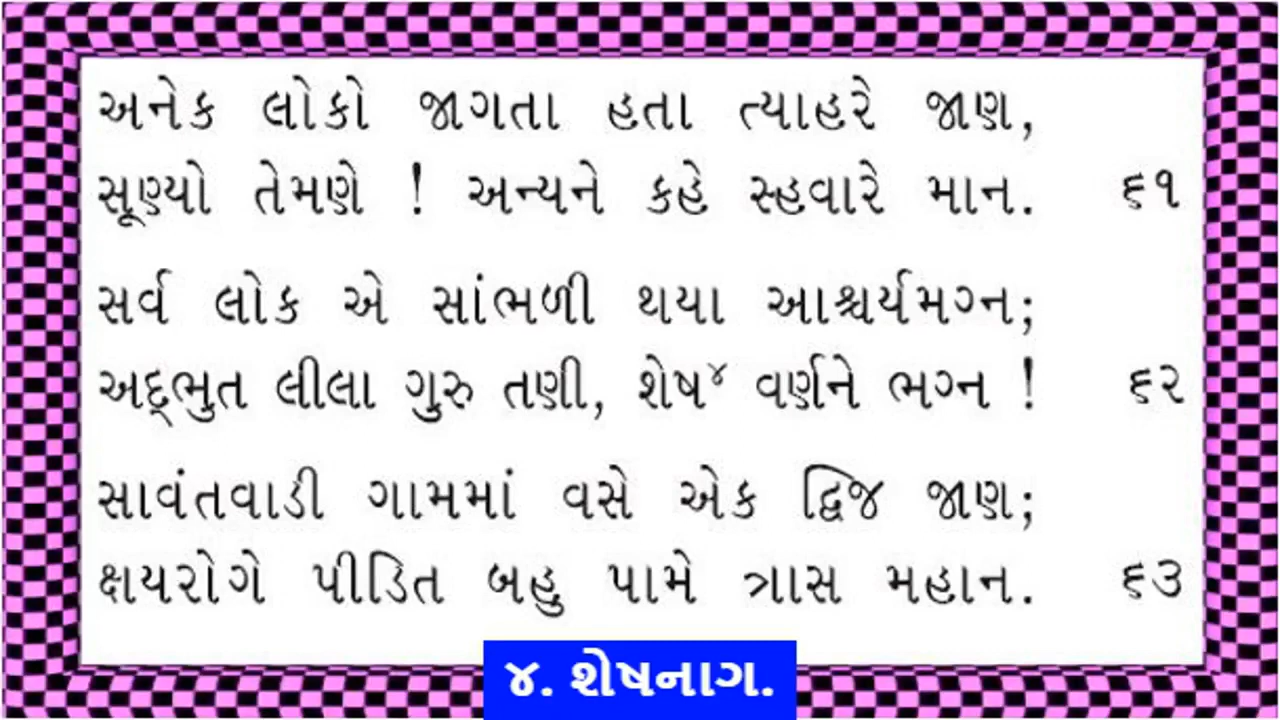 અનેક લોકો જાગતા હતા ત્યાહરે જાણ,
સૂણ્યો તેમણે ! અન્યને કહે સ્હવારે માન. ૬૧
સર્વ લોક એ સાંભળી થયા આશ્ચર્યમગ્ન;
અદ્ભુત લીલા ગુરુ તણી, શેષ૪ વર્ણને ભગ્ન ! ૬૨
સાવંતવાડી ગામમાં વસે એક દ્વિજ જાણ;
ક્ષયરોગે પીડિત બહુ પામે ત્રાસ મહાન. ૬૩
૪. શેષનાગ.